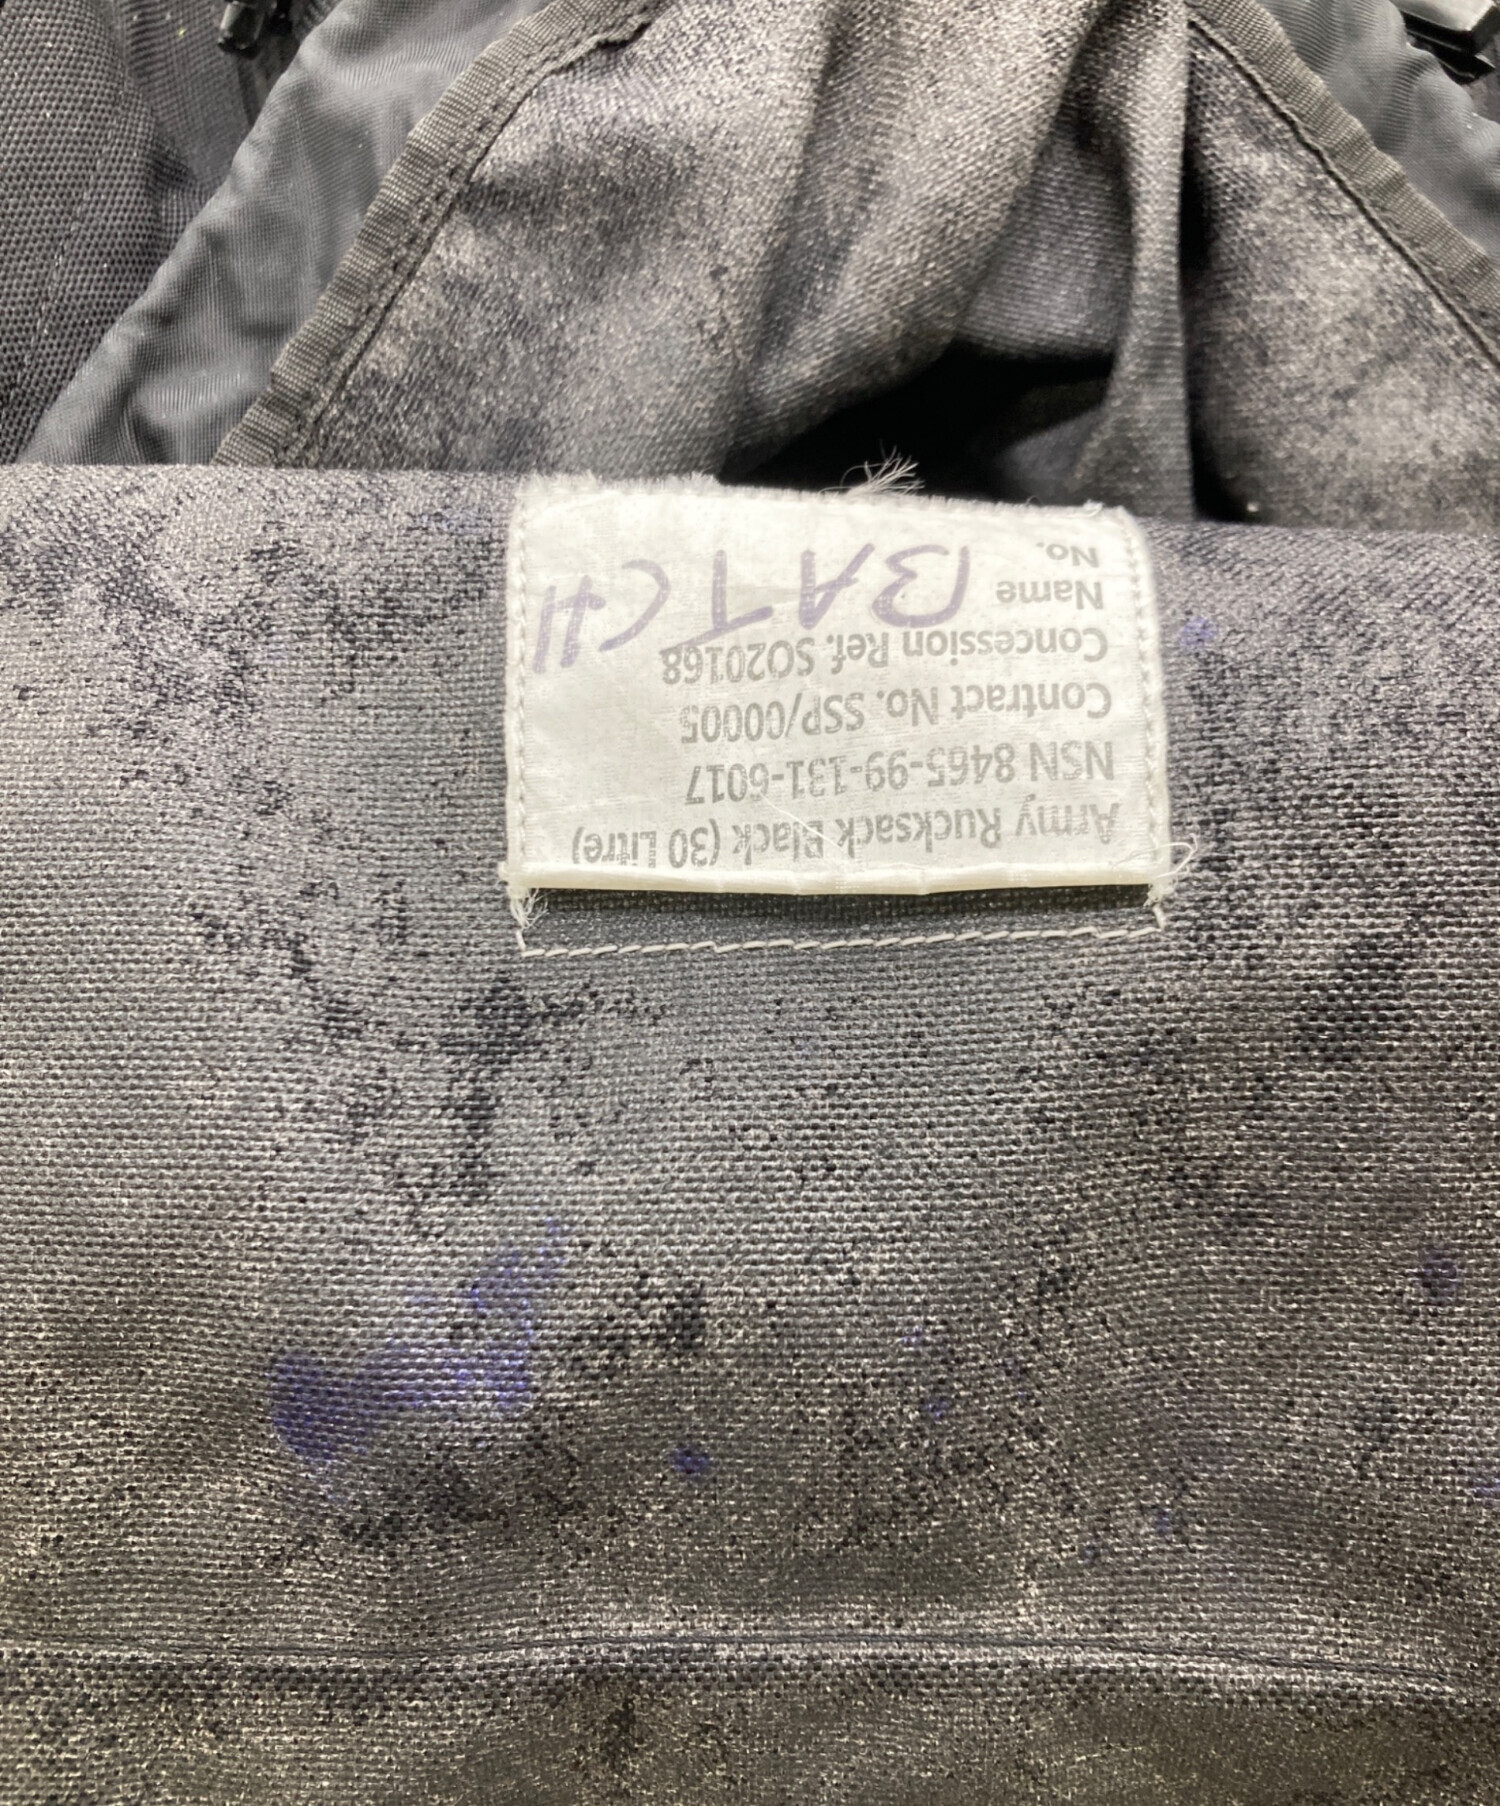 Army Rucksack Black (30 Litre)
NSN 8465-99-131-6017
Contract No. SSP/00005
Concession Ref. SO20168
Name BATCH
No.